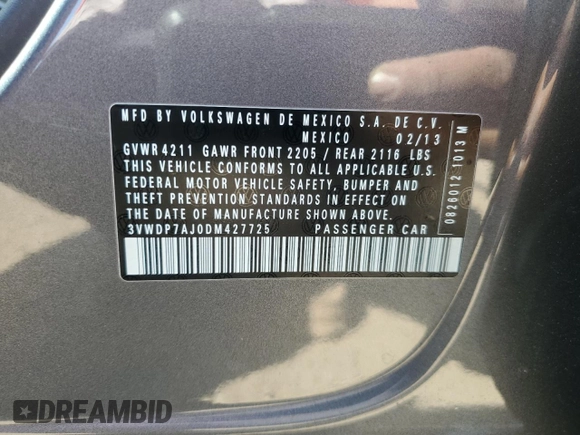 MFD BY VOLKSWAGEN DE MEXICO S.A. DE C.V.
MEXICO 02/13
GVWR 4211 GAWR FRONT 2205 / REAR 2116 LBS
THIS VEHICLE CONFORMS TO ALL APPLICABLE U.S.
FEDERAL MOTOR VEHICLE SAFETY, BUMPER AND
THEFT PREVENTION STANDARDS IN EFFECT ON
THE DATE OF MANUFACTURE SHOWN ABOVE.
3VWDP7AJ0DM427725 PASSENGER CAR
0826012 1013 M
DREAMBID